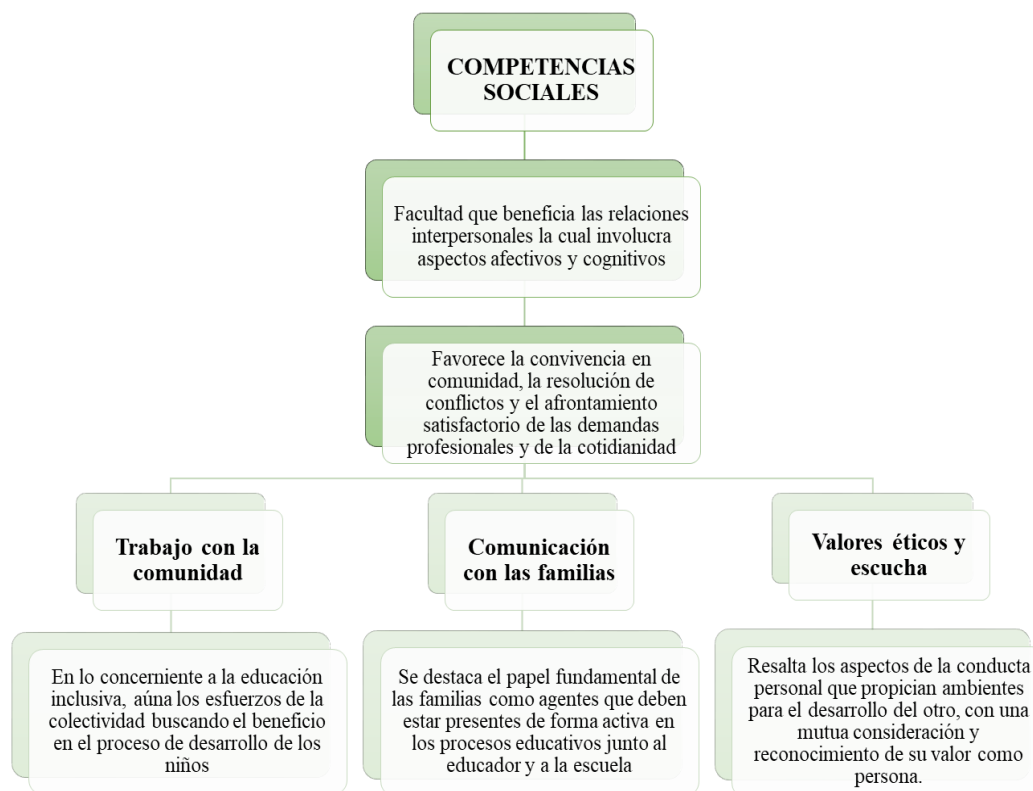 COMPETENCIAS
SOCIALES
Facultad que beneficia las relaciones
interpersonales la cual involucra
aspectos afectivos y cognitivos
Favorece la convivencia en
comunidad, la resolución de
conflictos y el afrontamiento
satisfactorio de las demandas
profesionales y de la cotidianidad
Trabajo con la
comunidad
En lo concerniente a la educación
inclusiva, aúna los esfuerzos de la
colectividad buscando el beneficio
en el proceso de desarrollo de los
niños
Comunicación
con las familias
Se destaca el papel fundamental de
las familias como agentes que deben
estar presentes de forma activa en
los procesos educativos junto al
educador y a la escuela
Valores éticos y
escucha
Resalta los aspectos de la conducta
personal que propician ambientes
para el desarrollo del otro, con una
mutua consideración y
reconocimiento de su valor como
persona.